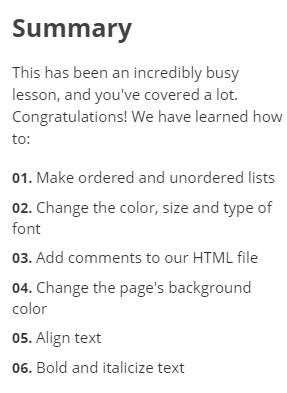 Summary
This has been an incredibly busy
lesson, and you've covered a lot.
Congratulations! We have learned how
to:
01. Make ordered and unordered lists
02. Change the color, size and type of
font
03. Add comments to our HTML file
04. Change the page's background
color
05. Align text
06. Bold and italicize text